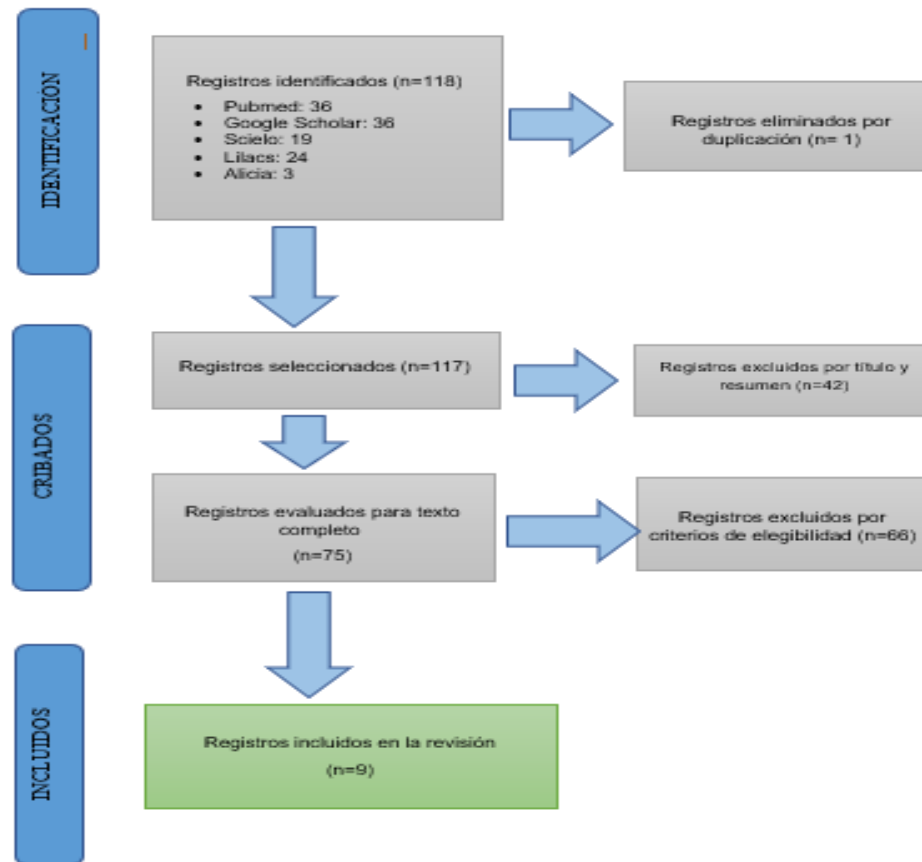 IDENTIFICACIÓN
Registros identificados (n=118)
• Pubmed: 36
• Google Scholar: 36
• Scielo: 19
• Lilacs: 24
• Alicia: 3
Registros eliminados por
duplicación (n= 1)
CRIBADOS
Registros seleccionados (n=117)
Registros excluidos por título y
resumen (n=42)
Registros evaluados para texto
completo
(n=75)
Registros excluidos por
criterios de elegibilidad (n=66)
INCLUIDOS
Registros incluidos en la revisión
(n=9)